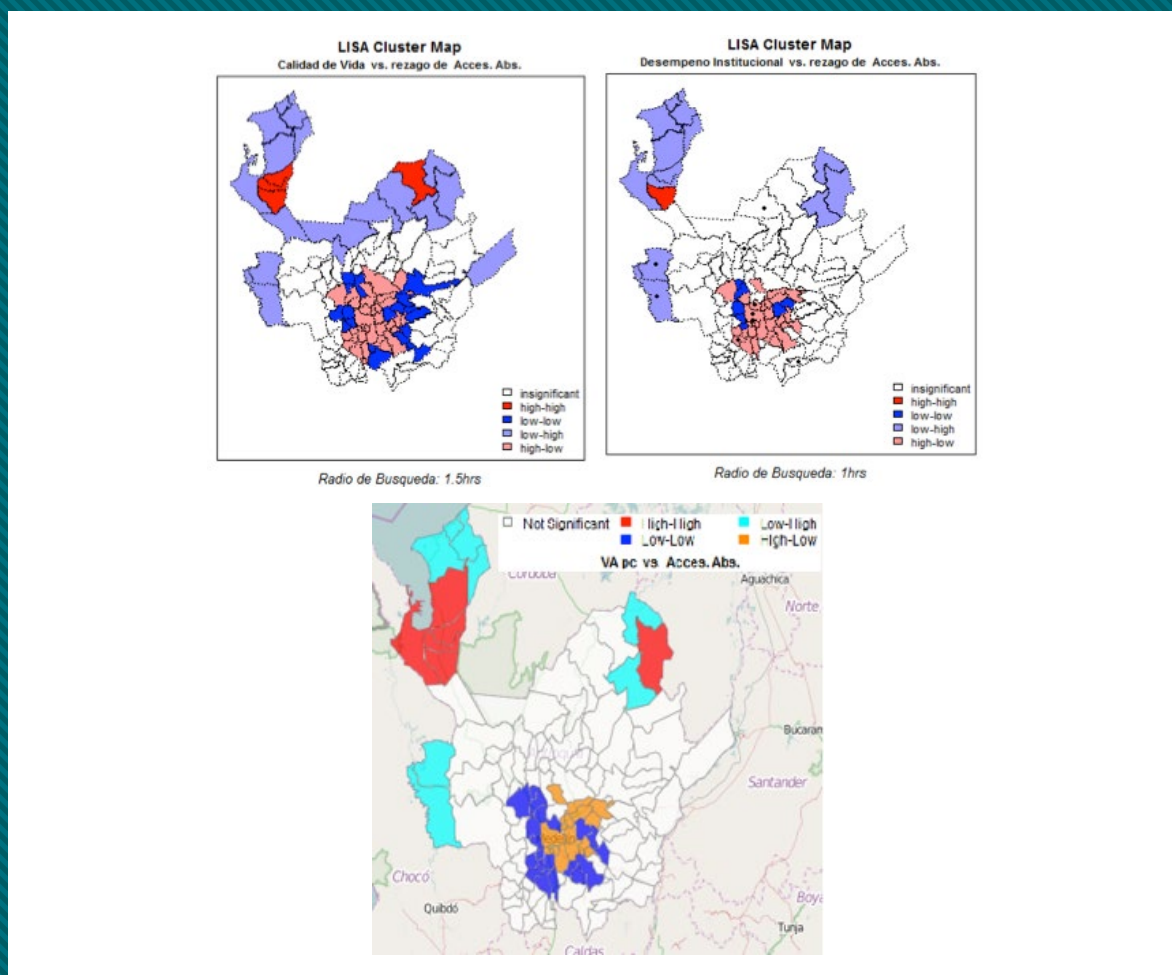 LISA Cluster Map
Calidad de Vida vs. rezago de Acces. Abs.
insignificant
high-high
low-low
low-high
high-low
Radio de Busqueda: 1.5hrs
LISA Cluster Map
Desempeno Institucional vs. rezago de Acces. Abs.
insignificant
high-high
low-low
low-high
high-low
Radio de Busqueda: 1hrs
Not Significant High-High Low-High
Low-Low High-Low
VA pc vs. Acces. Abs.
Córdoba
Aguachica
Norte
Bucaram
Santander
Chocó
Quibdó
Boya
Tunja
Caldas